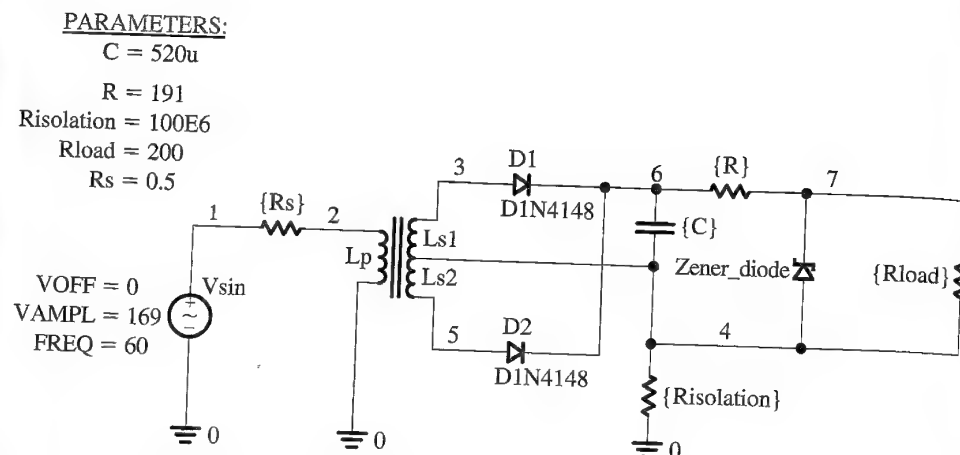 PARAMETERS:
C = 520u
R = 191
Risolation = 100E6
Rload = 200
Rs = 0.5
3
D1
D1N4148
6
{R}
7
1
{Rs}
2
{C}
Lp
Ls1
Ls2
Zener_diode
{Rload}
VOFF = 0
VAMPL = 169
FREQ = 60
Vsin
+
~
−
5
D2
D1N4148
4
{Risolation}
0
0
0